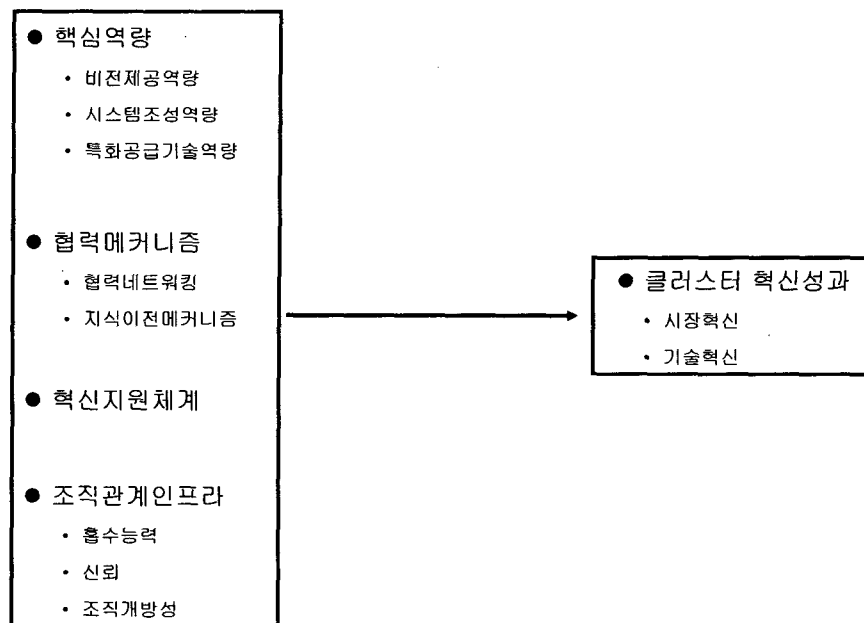 ● 핵심역량
• 비전제공역량
• 시스템조성역량
• 특화공급기술역량
● 협력메커니즘
• 협력네트워킹
• 지식이전메커니즘
● 혁신지원체계
● 조직관계인프라
• 흡수능력
• 신뢰
• 조직개방성
● 클러스터 혁신성과
• 시장혁신
• 기술혁신